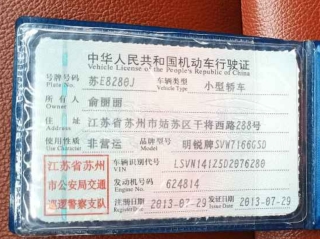 中华人民共和国机动车行驶证
Vehicle License of the People's Republic of China
号牌号码 苏E8280J 车辆类型 小型轿车
Plate No. Vehicle Type
所有人 俞丽丽
Owner
住址 江苏省苏州市姑苏区干将西路288号
Address
使用性质 非营运 品牌型号 明锐牌SVW7166GSD
Use Character Model
车辆识别代号 LSVN141Z5D2876280
VIN
发动机号码 624814
Engine No.
注册日期 2013-07-29 发证日期 2013-07-29
Register Date Issue Date
江苏省苏州
市公安局交通
巡逻警察支队